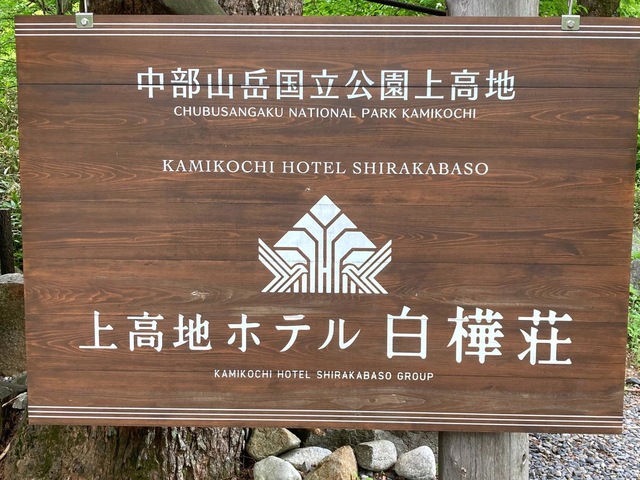 中部山岳国立公園上高地
CHUBUSANGAKU NATIONAL PARK KAMIKOCHI
KAMIKOCHI HOTEL SHIRAKABASO
上高地ホテル 白樺荘
KAMIKOCHI HOTEL SHIRAKABASO GROUP